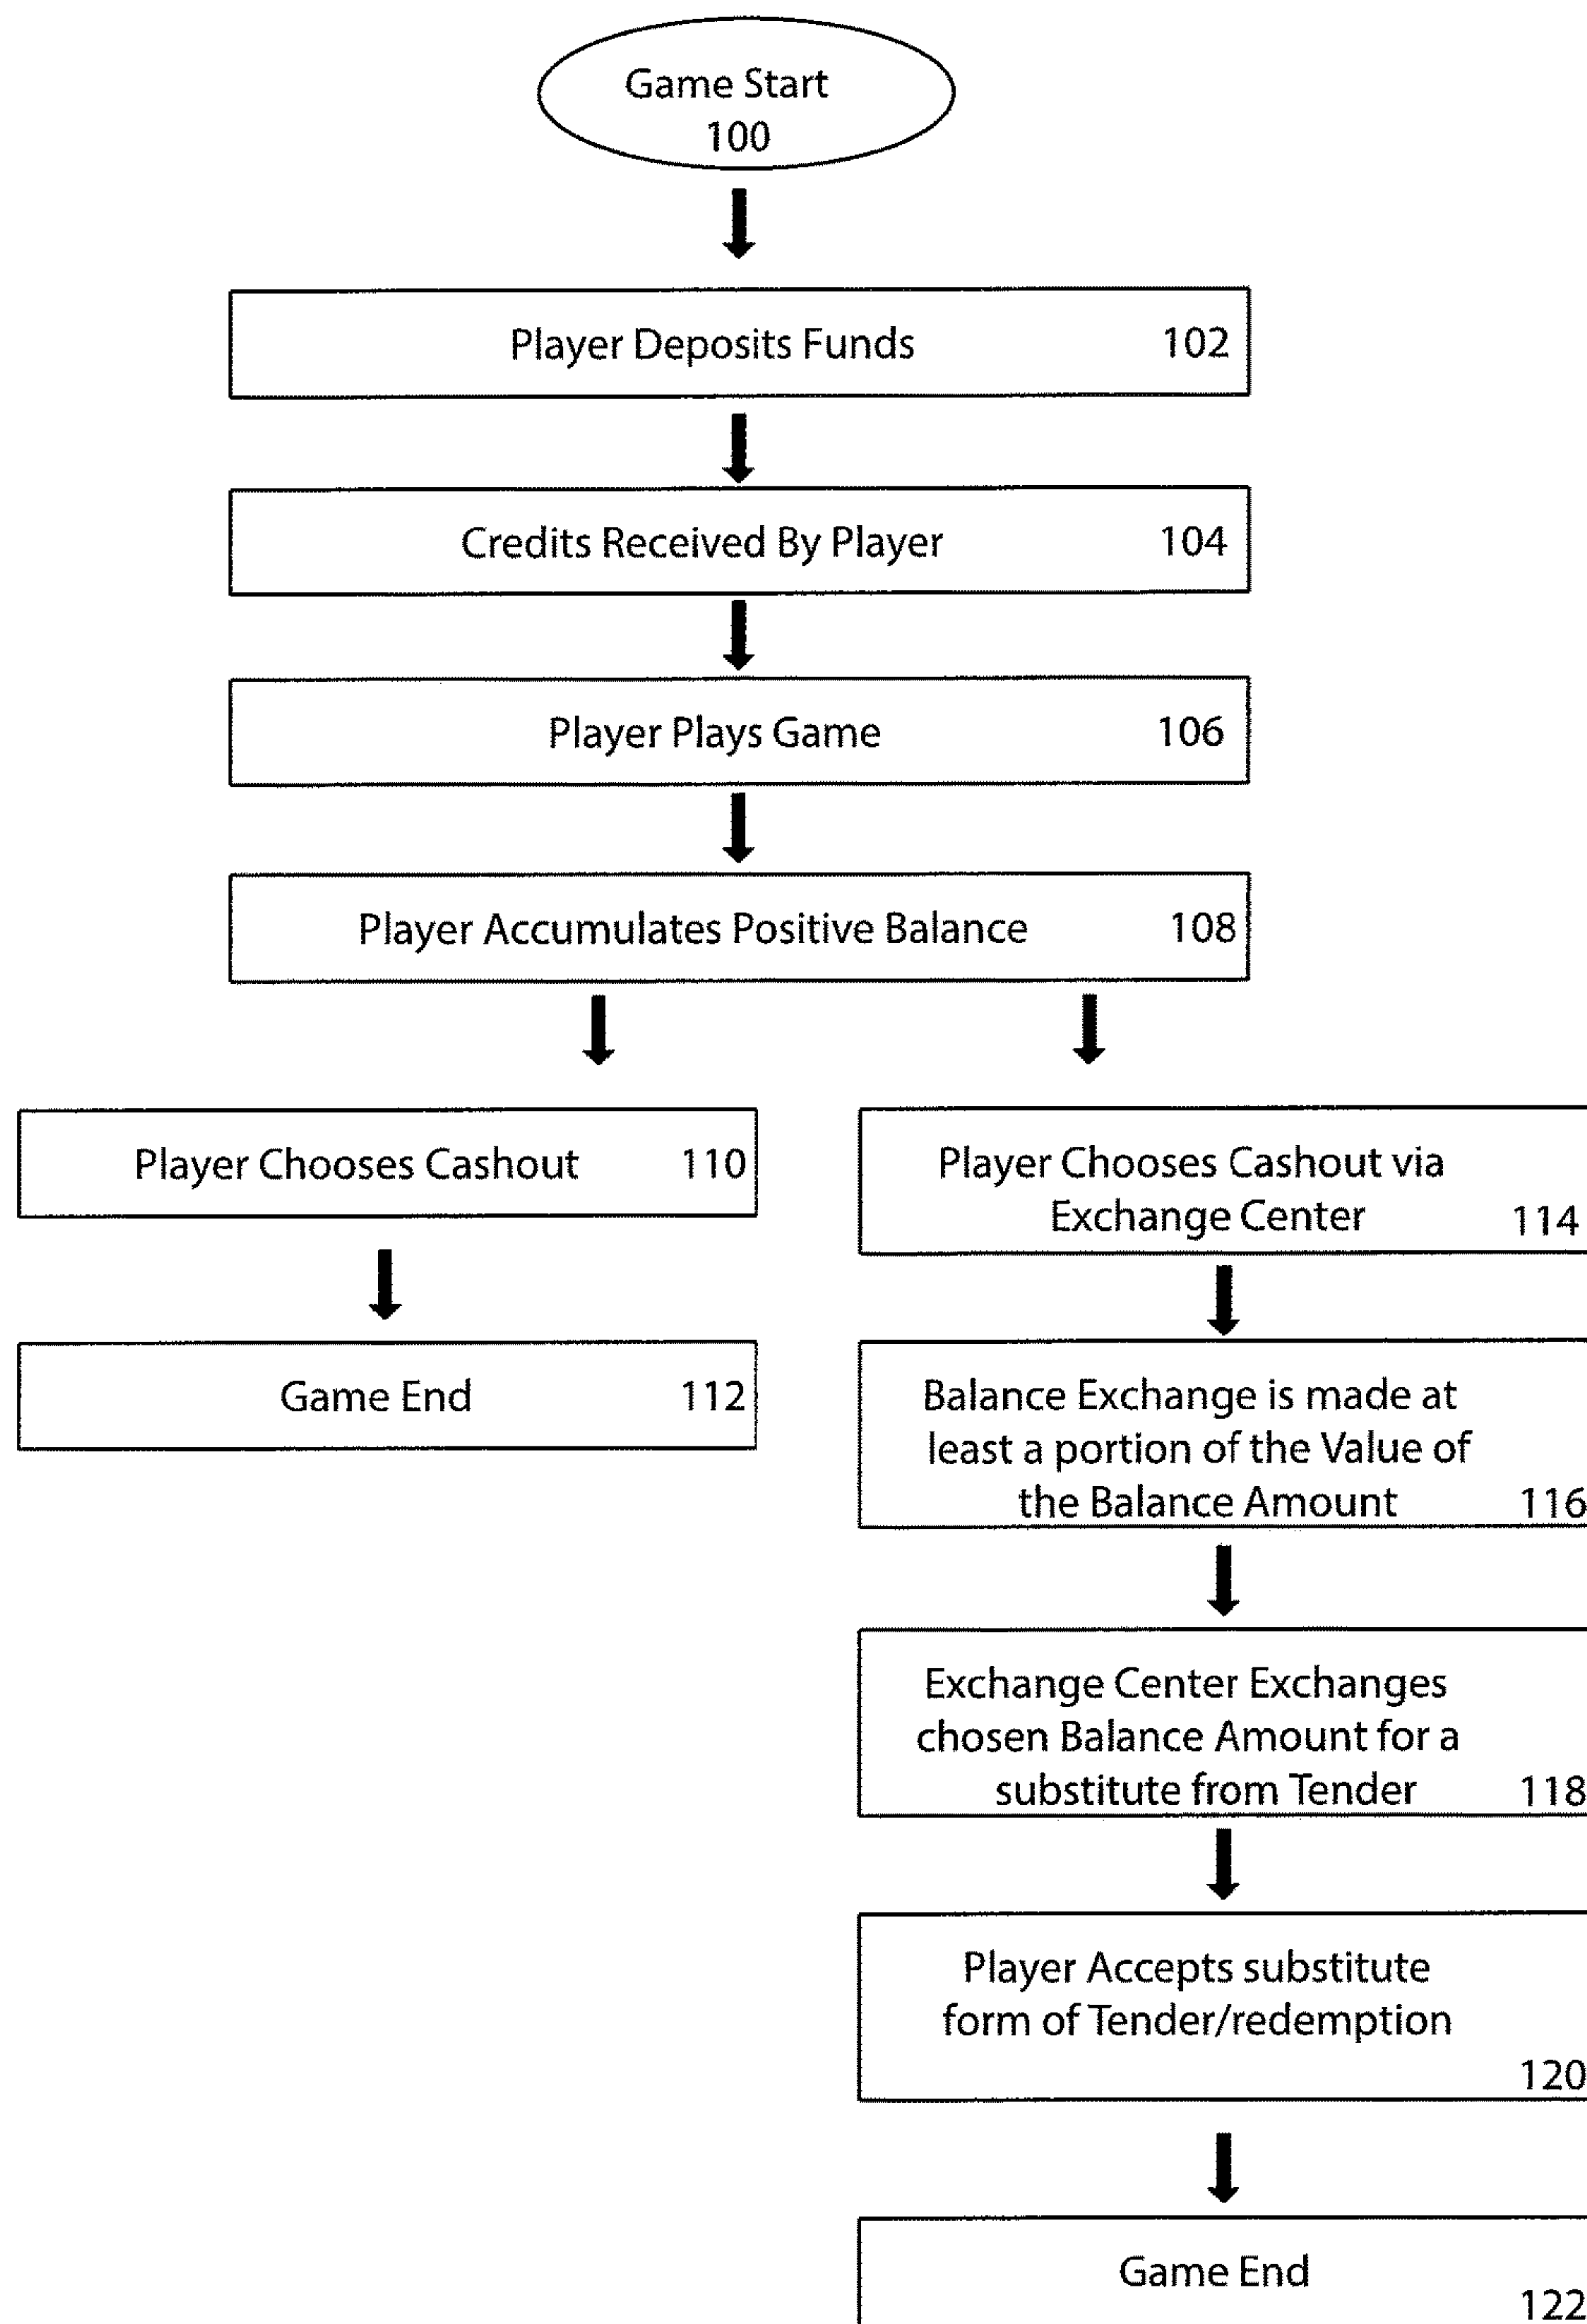 Game Start
100
Player Deposits Funds 102
Credits Received By Player 104
Player Plays Game 106
Player Accumulates Positive Balance 108
Player Chooses Cashout 110
Game End 112
Player Chooses Cashout via
Exchange Center 114
Balance Exchange is made at
least a portion of the Value of
the Balance Amount 116
Exchange Center Exchanges
chosen Balance Amount for a
substitute from Tender 118
Player Accepts substitute
form of Tender/redemption
120
Game End
122